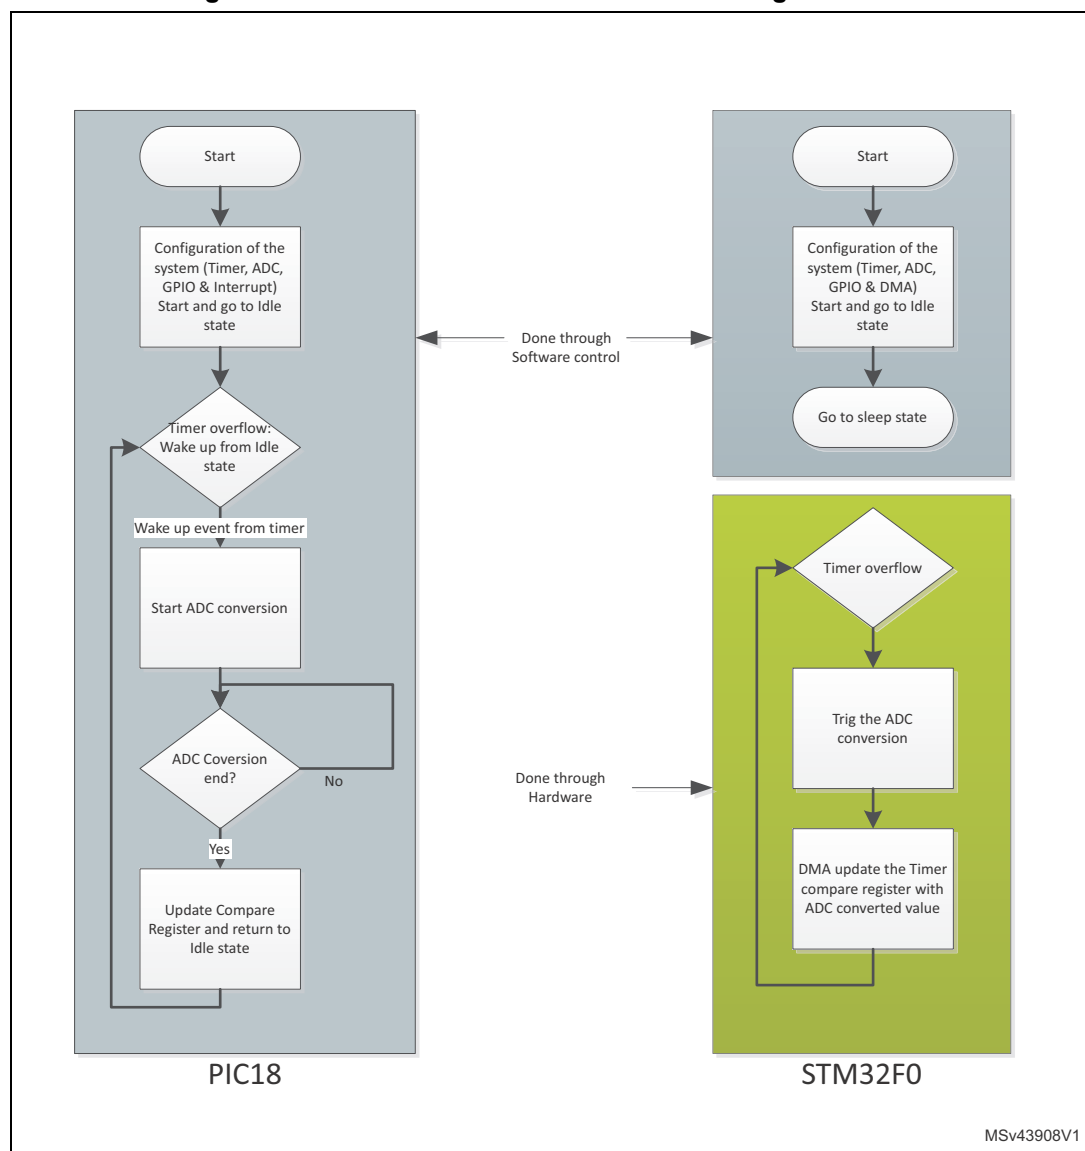 Start
Configuration of the
system (Timer, ADC,
GPIO & Interrupt)
Start and go to Idle
state
Timer overflow:
Wake up from Idle
state
Wake up event from timer
Start ADC conversion
ADC Coversion
end?
No
Yes
Update Compare
Register and return to
Idle state
PIC18
Done through
Software control
Done through
Hardware
Start
Configuration of the
system (Timer, ADC,
GPIO & DMA)
Start and go to Idle
state
Go to sleep state
Timer overflow
Trig the ADC
conversion
DMA update the Timer
compare register with
ADC converted value
STM32F0
MSv43908V1